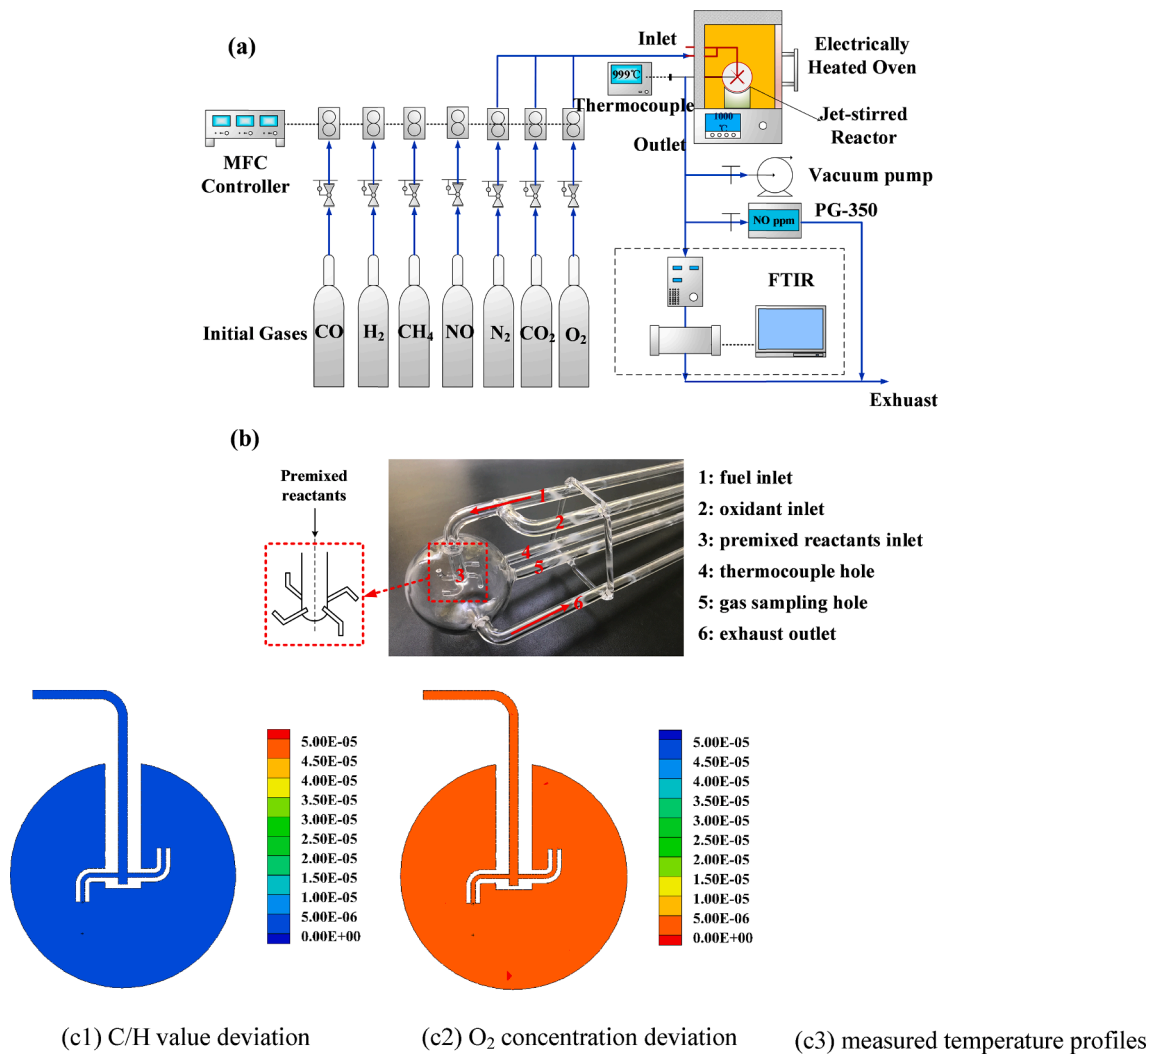 (a)
Inlet
Electrically
Heated Oven
999℃
Thermocouple
1000
℃
Jet-stirred
Reactor
Outlet
MFC
Controller
Vacuum pump
PG-350
NO ppm
FTIR
Initial Gases
CO
H2
CH4
NO
N2
CO2
O2
Exhuast
(b)
Premixed
reactants
1
2
3
4
5
6
1: fuel inlet
2: oxidant inlet
3: premixed reactants inlet
4: thermocouple hole
5: gas sampling hole
6: exhaust outlet
5.00E-05
4.50E-05
4.00E-05
3.50E-05
3.00E-05
2.50E-05
2.00E-05
1.50E-05
1.00E-05
5.00E-06
0.00E+00
5.00E-05
4.50E-05
4.00E-05
3.50E-05
3.00E-05
2.50E-05
2.00E-05
1.50E-05
1.00E-05
5.00E-06
0.00E+00
(c1) C/H value deviation
(c2) O2 concentration deviation
(c3) measured temperature profiles